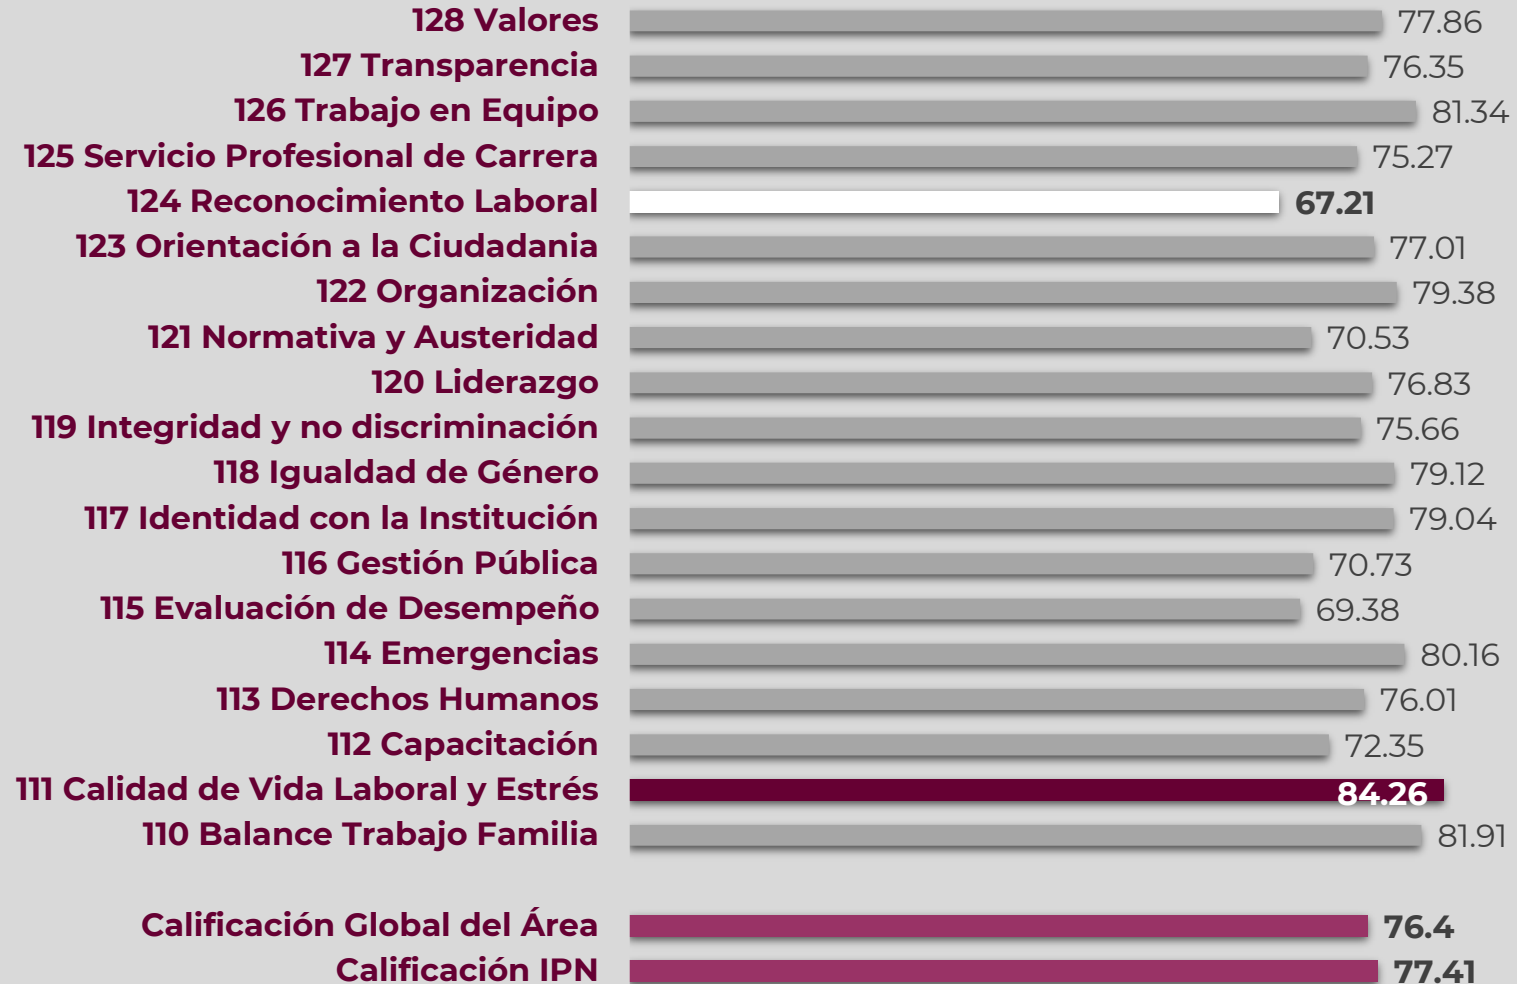 128 Valores 77.86
127 Transparencia 76.35
126 Trabajo en Equipo 81.34
125 Servicio Profesional de Carrera 75.27
124 Reconocimiento Laboral 67.21
123 Orientación a la Ciudadania 77.01
122 Organización 79.38
121 Normativa y Austeridad 70.53
120 Liderazgo 76.83
119 Integridad y no discriminación 75.66
118 Igualdad de Género 79.12
117 Identidad con la Institución 79.04
116 Gestión Pública 70.73
115 Evaluación de Desempeño 69.38
114 Emergencias 80.16
113 Derechos Humanos 76.01
112 Capacitación 72.35
111 Calidad de Vida Laboral y Estrés 84.26
110 Balance Trabajo Familia 81.91
Calificación Global del Área 76.4
Calificación IPN 77.41